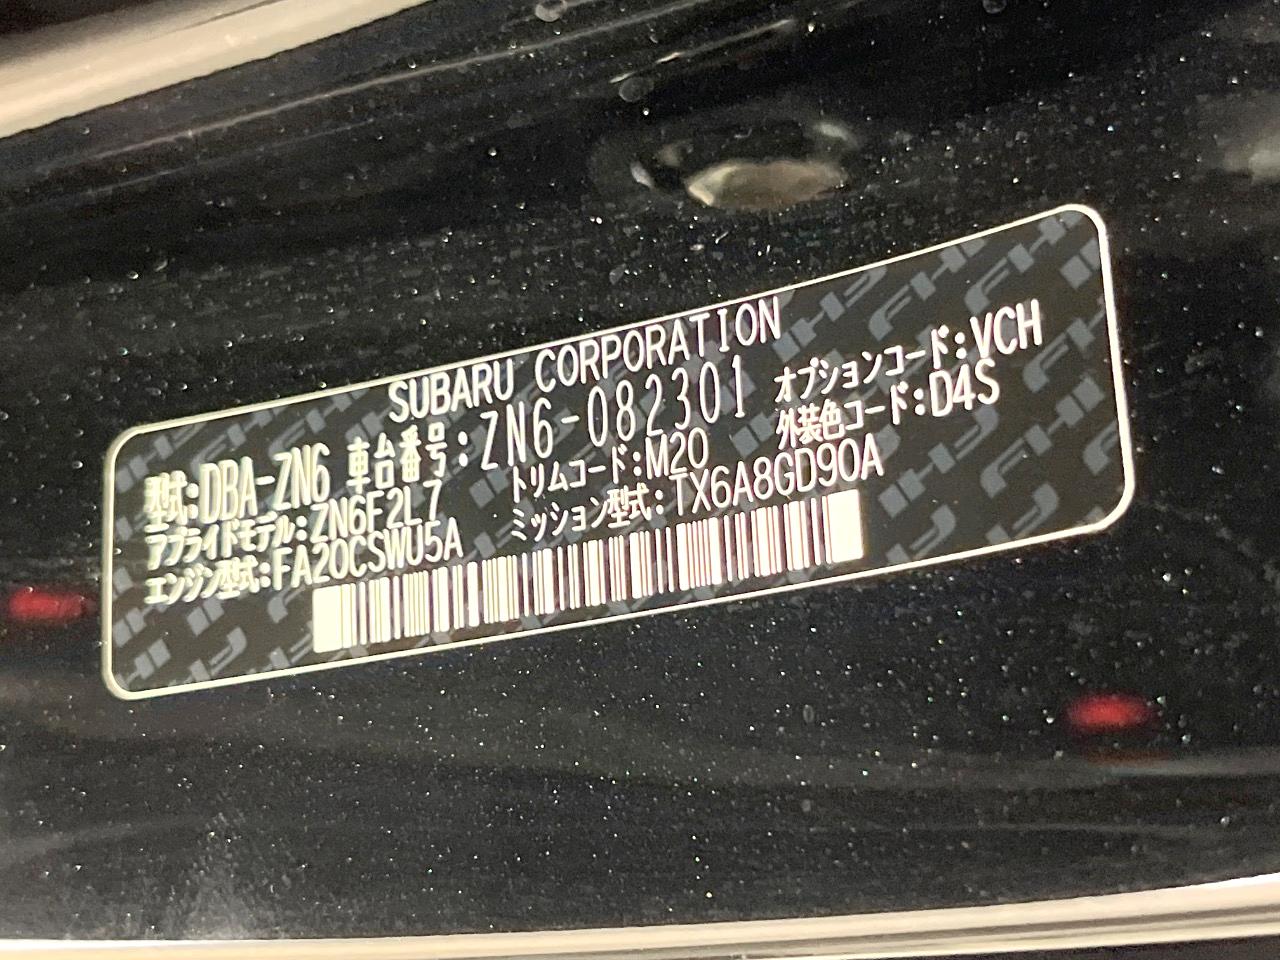 SUBARU CORPORATION
型式:DBA-ZN6 車台番号:ZN6-082301 オプションコード:VCH
アプライドモデル:ZN6F2L7 トリムコード:M20 外装色コード:D4S
エンジン型式:FA20CSWU5A ミッション型式:TX6A8GD90A